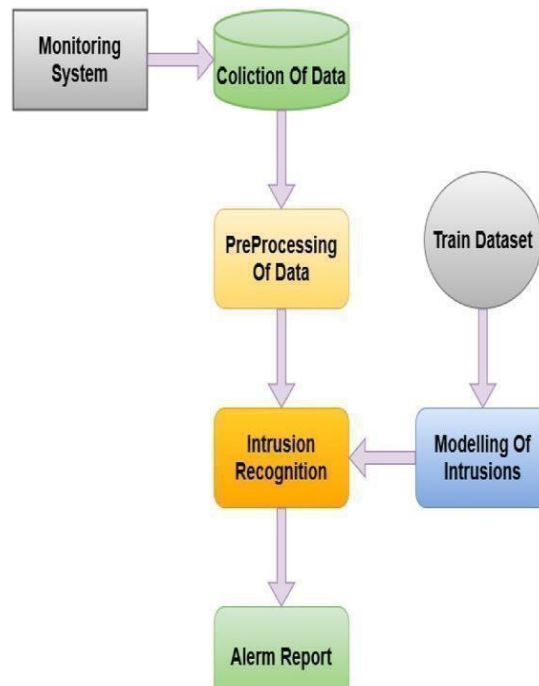 Monitoring
System
Coliction Of Data
PreProcessing
Of Data
Train Dataset
Intrusion
Recognition
Modelling Of
Intrusions
Alerm Report